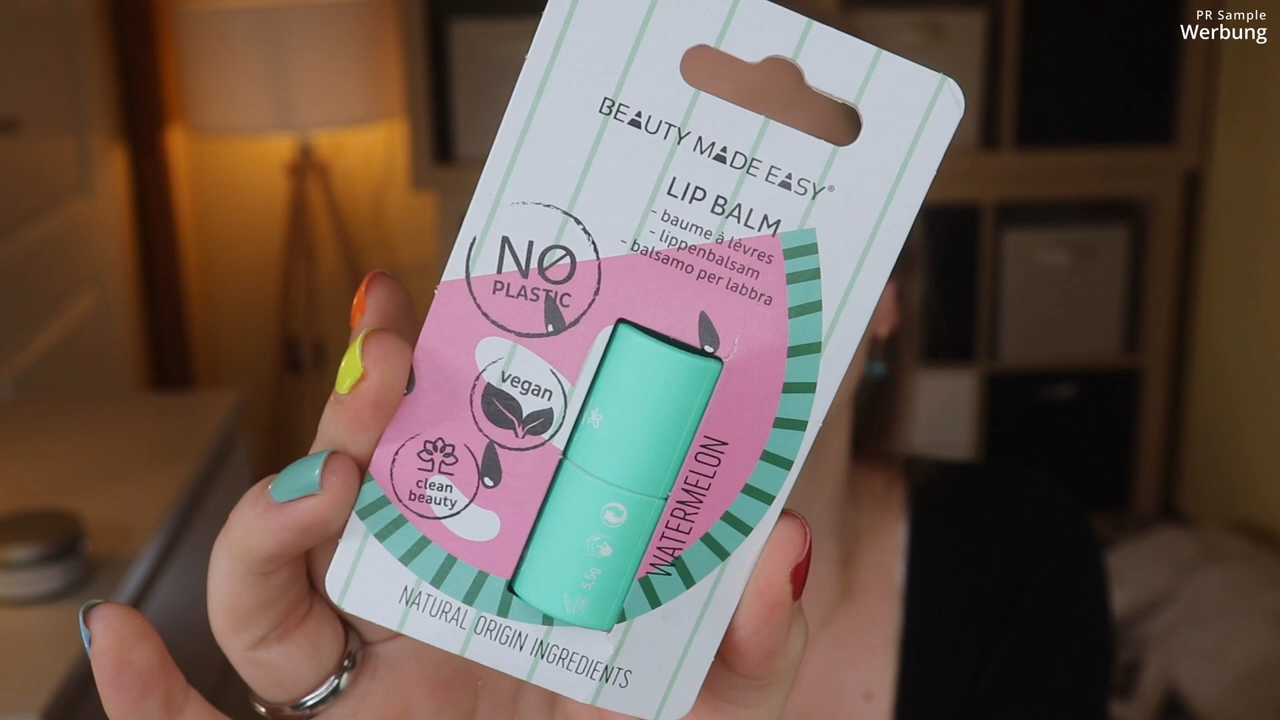 PR Sample
Werbung
BEAUTY MADE EASY®
LIP BALM
- baume à lèvres
- lippenbalsam
- balsamo per labbra
NO
PLASTIC
vegan
clean
beauty
WATERMELON
5,5g
NATURAL ORIGIN INGREDIENTS